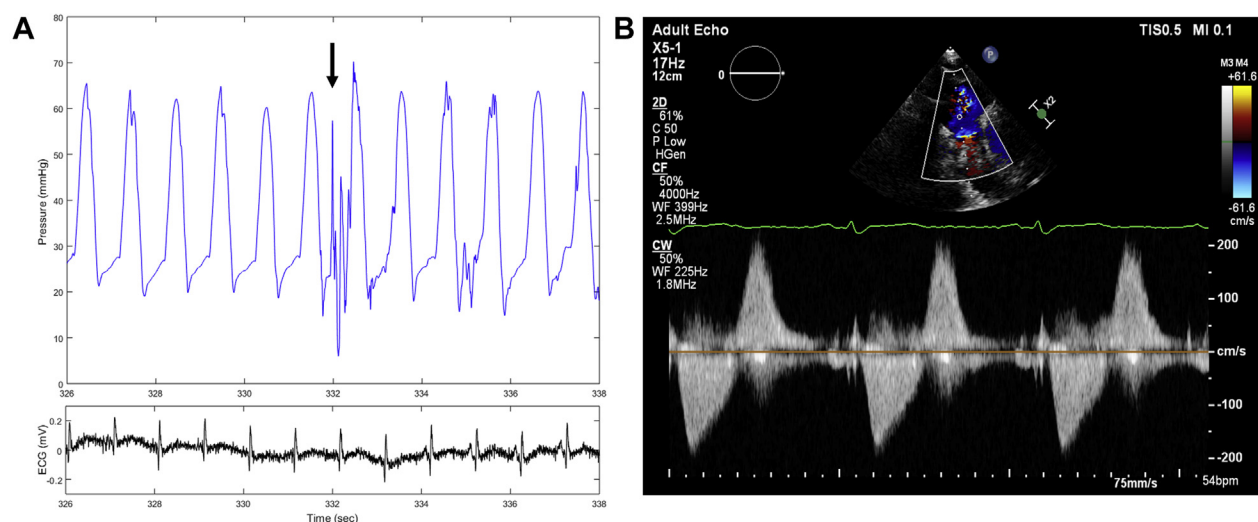 A
80
70
60
50
40
30
20
10
0
Pressure (mmHg)
326 328 330 332 334 336 338
0.2
0
-0.2
ECG (mV)
326 328 330 332 334 336 338
Time (sec)
B
Adult Echo
TIS0.5 MI 0.1
X5-1
17Hz
12cm
0
P
X2
M3 M4
+61.6
-61.6
cm/s
2D
61%
C 50
P Low
HGen
CF
50%
4000Hz
WF 399Hz
2.5MHz
CW
50%
WF 225Hz
1.8MHz
200
100
cm/s
-100
-200
75mm/s
54bpm